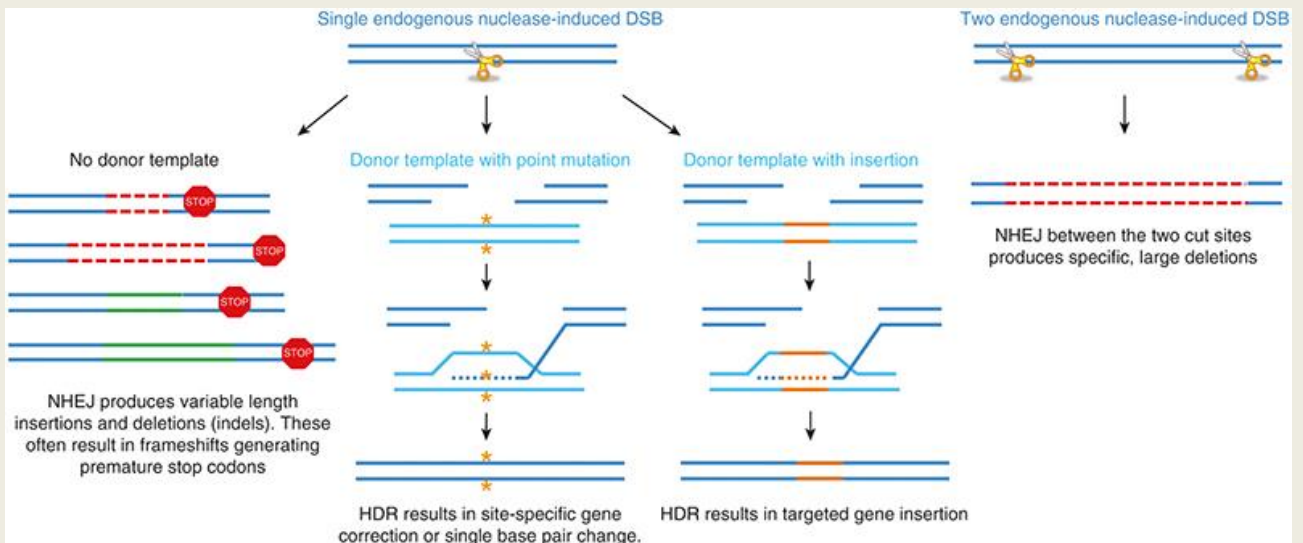 Single endogenous nuclease-induced DSB
Two endogenous nuclease-induced DSB
No donor template
STOP
STOP
STOP
STOP
NHEJ produces variable length
insertions and deletions (indels). These
often result in frameshifts generating
premature stop codons
Donor template with point mutation
*
*
*
*
*
*
*
HDR results in site-specific gene
correction or single base pair change.
Donor template with insertion
HDR results in targeted gene insertion
NHEJ between the two cut sites
produces specific, large deletions